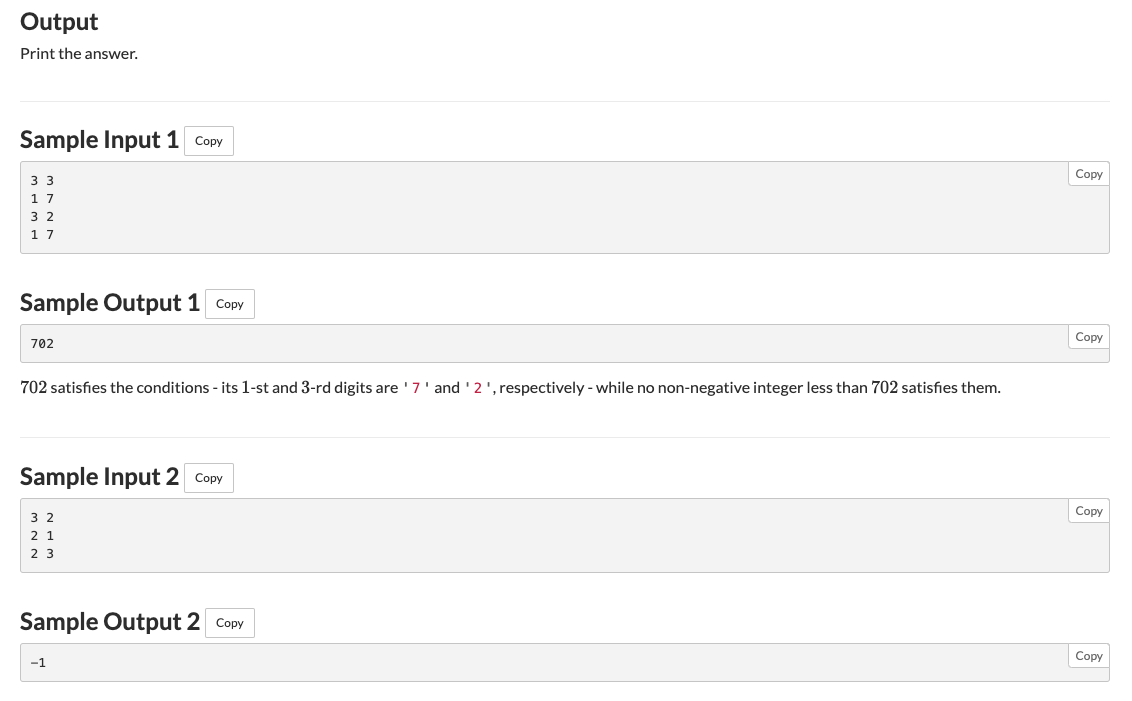 Output
Print the answer.
Sample Input 1 Copy
Copy
3 3
1 7
3 2
1 7
Sample Output 1 Copy
Copy
702
702 satisfies the conditions - its 1-st and 3-rd digits are '7' and '2', respectively - while no non-negative integer less than 702 satisfies them.
Sample Input 2 Copy
Copy
3 2
2 1
2 3
Sample Output 2 Copy
Copy
-1